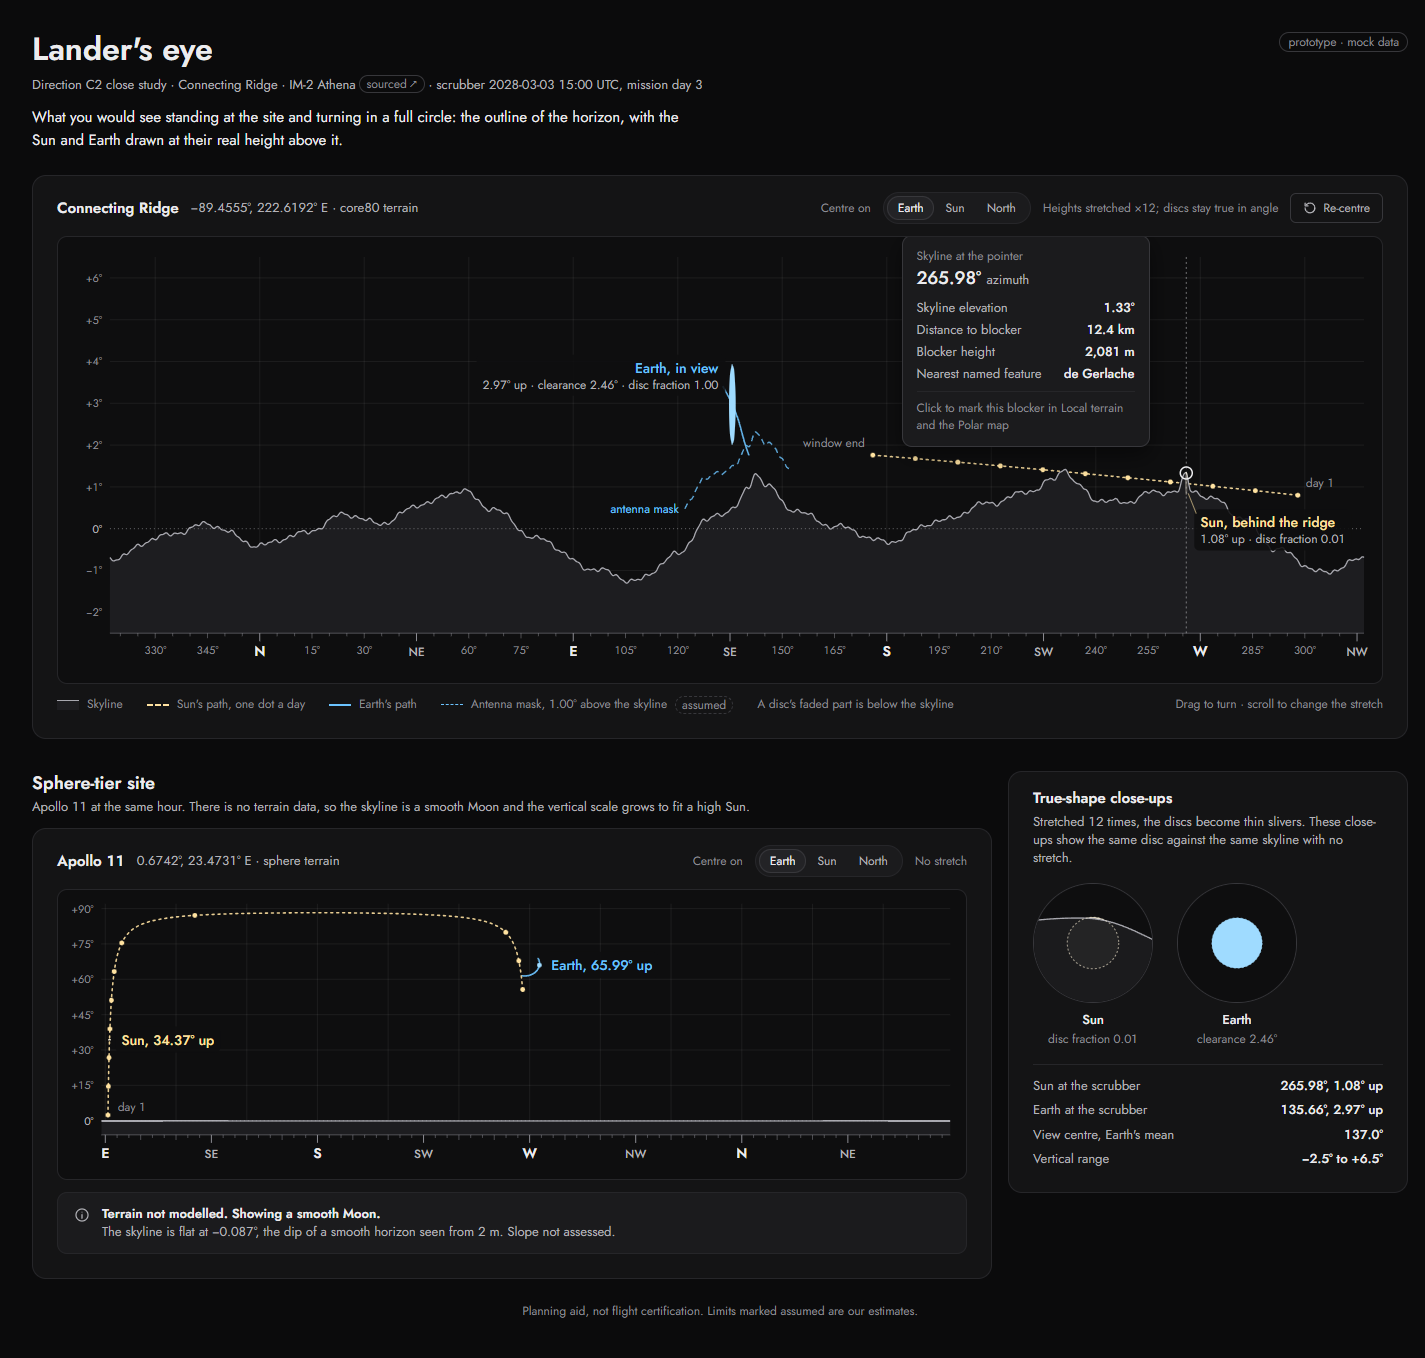 Lander's eye
prototype · mock data
Direction C2 close study · Connecting Ridge · IM-2 Athena sourced ↗ · scrubber 2028-03-03 15:00 UTC, mission day 3
What you would see standing at the site and turning in a full circle: the outline of the horizon, with the
Sun and Earth drawn at their real height above it.
Connecting Ridge −89.4555°, 222.6192° E · core80 terrain
Centre on Earth Sun North Heights stretched ×12; discs stay true in angle Re-centre
Skyline at the pointer
265.98° azimuth
Skyline elevation 1.33°
Distance to blocker 12.4 km
Blocker height 2,081 m
Nearest named feature de Gerlache
Click to mark this blocker in Local terrain
and the Polar map
+6°
+5°
+4°
+3°
+2°
+1°
0°
−1°
−2°
Earth, in view
2.97° up · clearance 2.46° · disc fraction 1.00
window end
antenna mask
day 1
Sun, behind the ridge
1.08° up · disc fraction 0.01
330° 345° N 15° 30° NE 60° 75° E 105° 120° SE 150° 165° S 195° 210° SW 240° 255° W 285° 300° NW
Skyline Sun's path, one dot a day Earth's path Antenna mask, 1.00° above the skyline assumed A disc's faded part is below the skyline Drag to turn · scroll to change the stretch
Sphere-tier site
Apollo 11 at the same hour. There is no terrain data, so the skyline is a smooth Moon and the vertical scale grows to fit a high Sun.
Apollo 11 0.6742°, 23.4731° E · sphere terrain
Centre on Earth Sun North No stretch
+90°
+75°
+60°
+45°
+30°
+15°
0°
Earth, 65.99° up
Sun, 34.37° up
day 1
E SE S SW W NW N NE
Terrain not modelled. Showing a smooth Moon.
The skyline is flat at −0.087°, the dip of a smooth horizon seen from 2 m. Slope not assessed.
True-shape close-ups
Stretched 12 times, the discs become thin slivers. These close-
ups show the same disc against the same skyline with no
stretch.
Sun
disc fraction 0.01
Earth
clearance 2.46°
Sun at the scrubber 265.98°, 1.08° up
Earth at the scrubber 135.66°, 2.97° up
View centre, Earth's mean 137.0°
Vertical range −2.5° to +6.5°
Planning aid, not flight certification. Limits marked assumed are our estimates.